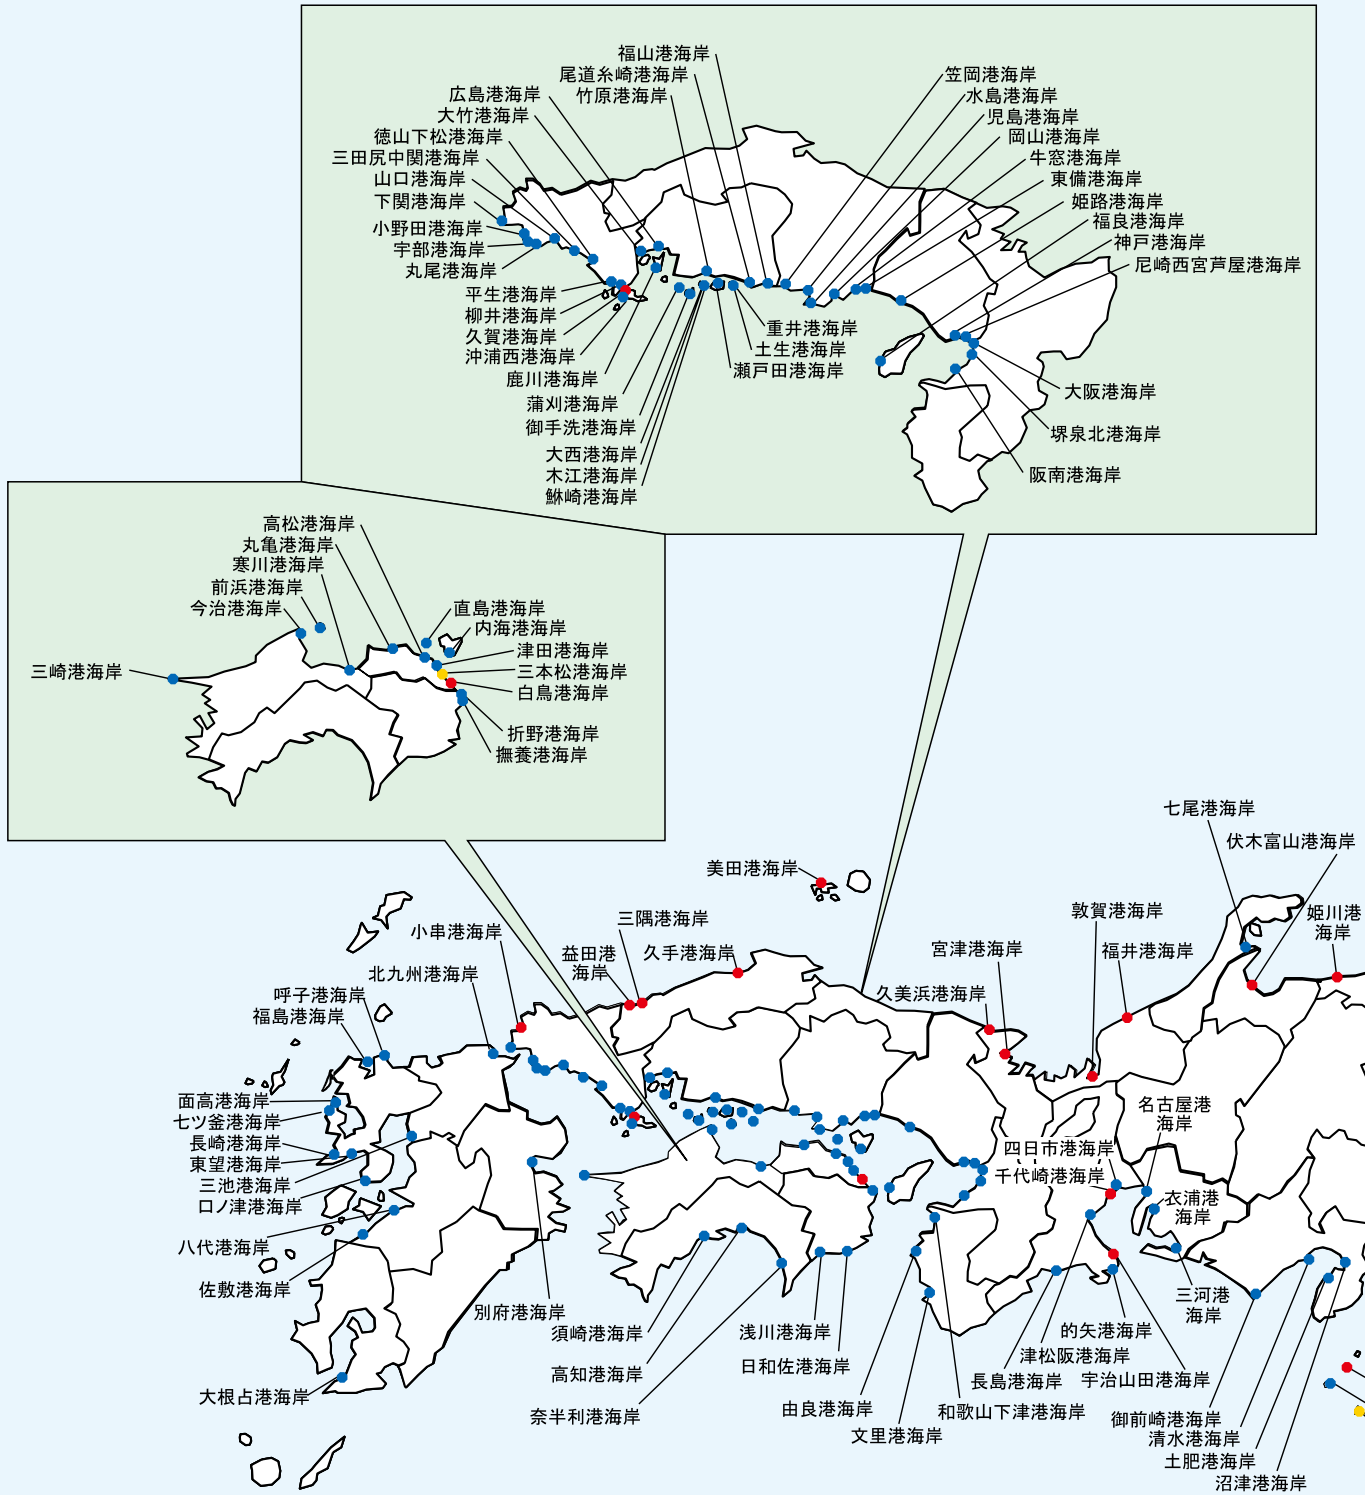 福山港海岸
尾道糸崎港海岸
竹原港海岸
広島港海岸
大竹港海岸
徳山下松港海岸
三田尻中関港海岸
山口港海岸
下関港海岸
小野田港海岸
宇部港海岸
丸尾港海岸
平生港海岸
柳井港海岸
久賀港海岸
沖浦西港海岸
鹿川港海岸
蒲刈港海岸
御手洗港海岸
大西港海岸
木江港海岸
鮴崎港海岸
笠岡港海岸
水島港海岸
児島港海岸
岡山港海岸
牛窓港海岸
東備港海岸
姫路港海岸
福良港海岸
神戸港海岸
尼崎西宮芦屋港海岸
重井港海岸
土生港海岸
瀬戸田港海岸
大阪港海岸
堺泉北港海岸
阪南港海岸
高松港海岸
丸亀港海岸
寒川港海岸
前浜港海岸
今治港海岸
三崎港海岸
直島港海岸
内海港海岸
津田港海岸
三本松港海岸
白鳥港海岸
折野港海岸
撫養港海岸
七尾港海岸
伏木富山港海岸
美田港海岸
敦賀港海岸
姫川港
海岸
三隅港海岸
小串港海岸
益田港
海岸
久手港海岸
宮津港海岸
福井港海岸
北九州港海岸
久美浜港海岸
呼子港海岸
福島港海岸
面高港海岸
七ツ釜港海岸
長崎港海岸
東望港海岸
三池港海岸
口ノ津港海岸
八代港海岸
佐敷港海岸
大根占港海岸
別府港海岸
須崎港海岸
高知港海岸
奈半利港海岸
浅川港海岸
日和佐港海岸
由良港海岸
文里港海岸
和歌山下津港海岸
名古屋港
海岸
四日市港海岸
千代崎港海岸
衣浦港
海岸
三河港
海岸
的矢港海岸
津松阪港海岸
長島港海岸
宇治山田港海岸
御前崎港海岸
清水港海岸
土肥港海岸
沼津港海岸